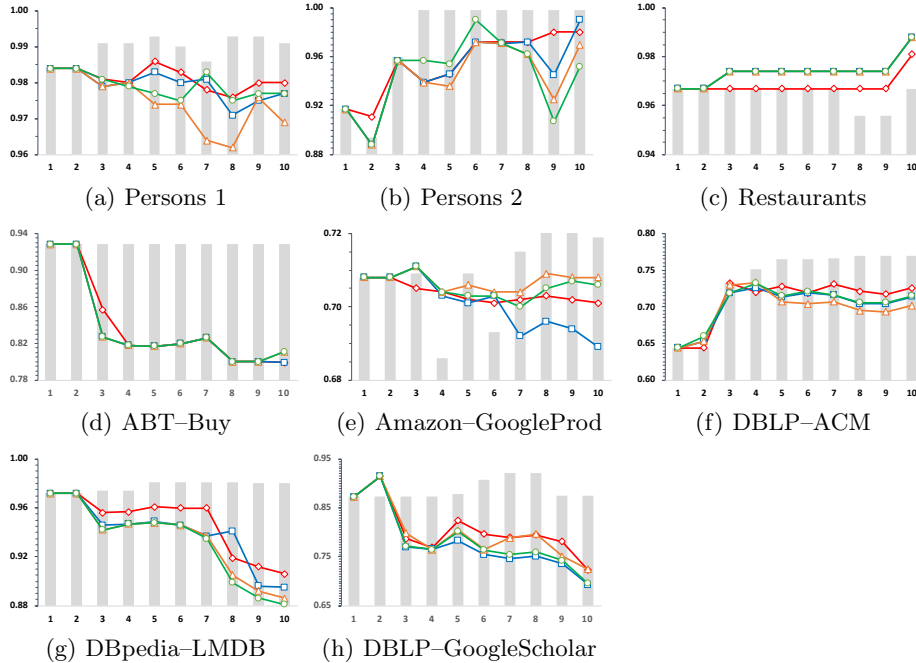 1.00
0.99
0.98
0.97
0.96
1 2 3 4 5 6 7 8 9 10
(a) Persons 1
1.00
0.96
0.92
0.88
1 2 3 4 5 6 7 8 9 10
(b) Persons 2
1.00
0.98
0.96
0.94
1 2 3 4 5 6 7 8 9 10
(c) Restaurants
0.94
0.90
0.86
0.82
0.78
1 2 3 4 5 6 7 8 9 10
(d) ABT–Buy
0.72
0.70
0.68
1 2 3 4 5 6 7 8 9 10
(e) Amazon–GoogleProd
0.80
0.75
0.70
0.65
0.60
1 2 3 4 5 6 7 8 9 10
(f) DBLP–ACM
1.00
0.96
0.92
0.88
1 2 3 4 5 6 7 8 9 10
(g) DBpedia–LMDB
0.95
0.85
0.75
0.65
1 2 3 4 5 6 7 8 9 10
(h) DBLP–GoogleScholar